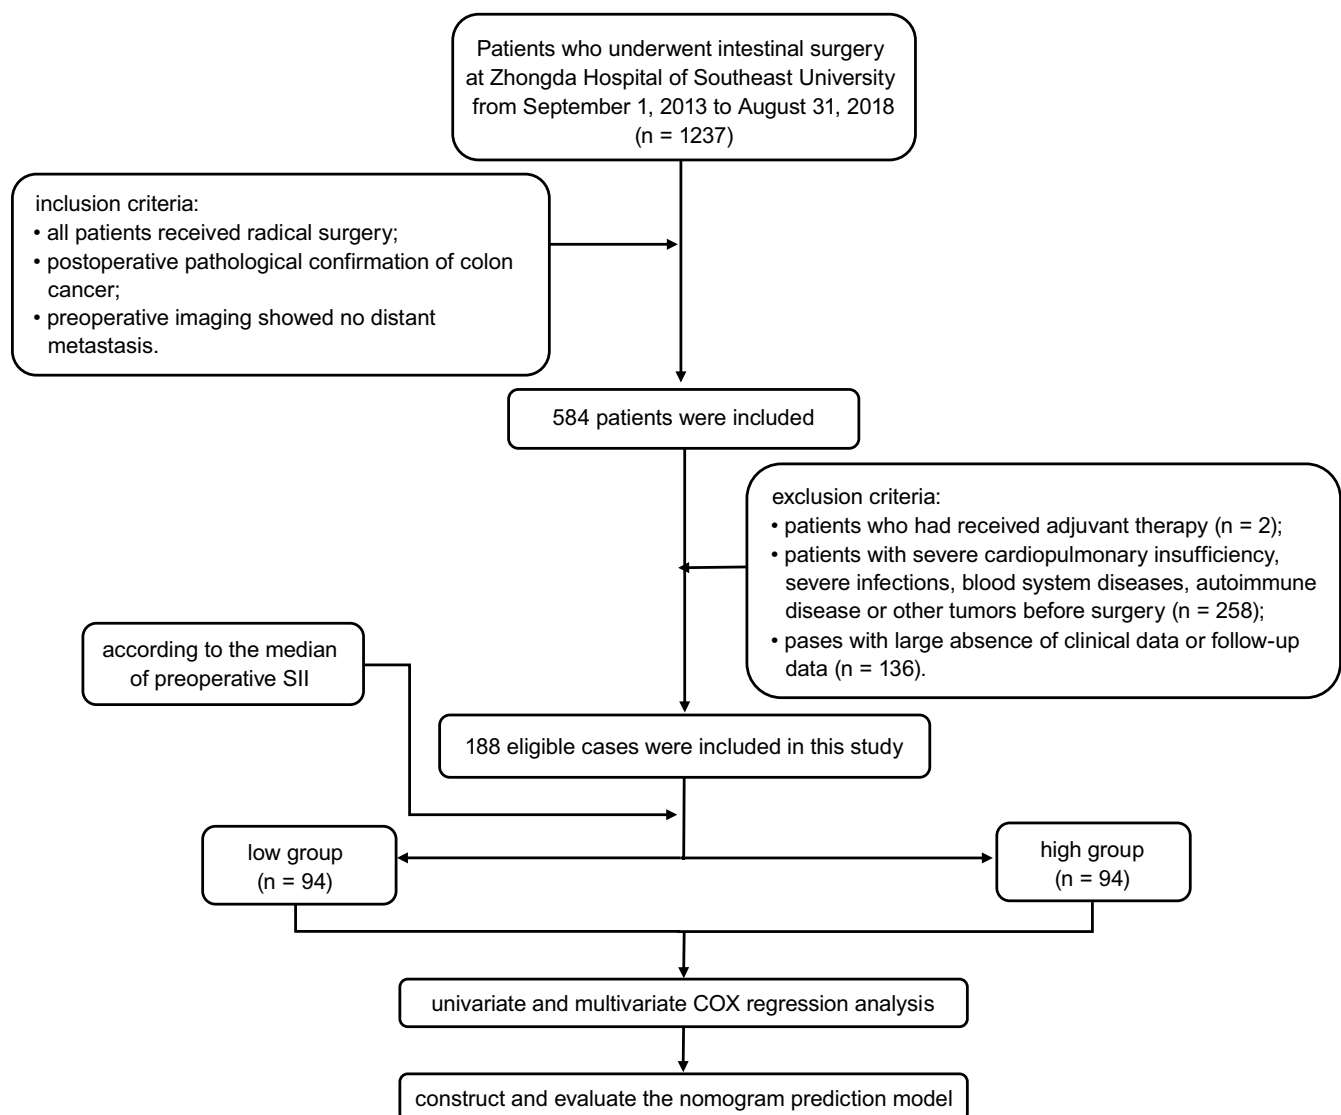 Patients who underwent intestinal surgery
at Zhongda Hospital of Southeast University
from September 1, 2013 to August 31, 2018
(n = 1237)
inclusion criteria:
• all patients received radical surgery;
• postoperative pathological confirmation of colon
cancer;
• preoperative imaging showed no distant
metastasis.
584 patients were included
exclusion criteria:
• patients who had received adjuvant therapy (n = 2);
• patients with severe cardiopulmonary insufficiency,
severe infections, blood system diseases, autoimmune
disease or other tumors before surgery (n = 258);
• pases with large absence of clinical data or follow-up
data (n = 136).
according to the median
of preoperative SII
188 eligible cases were included in this study
low group
(n = 94)
high group
(n = 94)
univariate and multivariate COX regression analysis
construct and evaluate the nomogram prediction model